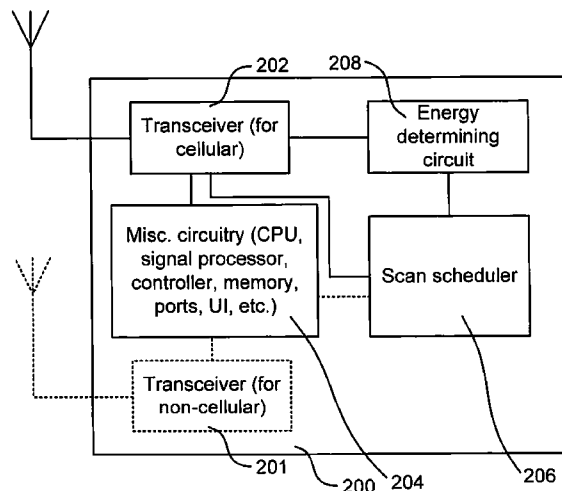 202
208
Transceiver (for
cellular)
Energy
determining
circuit
Misc. circuitry (CPU,
signal processor,
controller, memory,
ports, UI, etc.)
Scan scheduler
Transceiver (for
non-cellular)
201
200
204
206